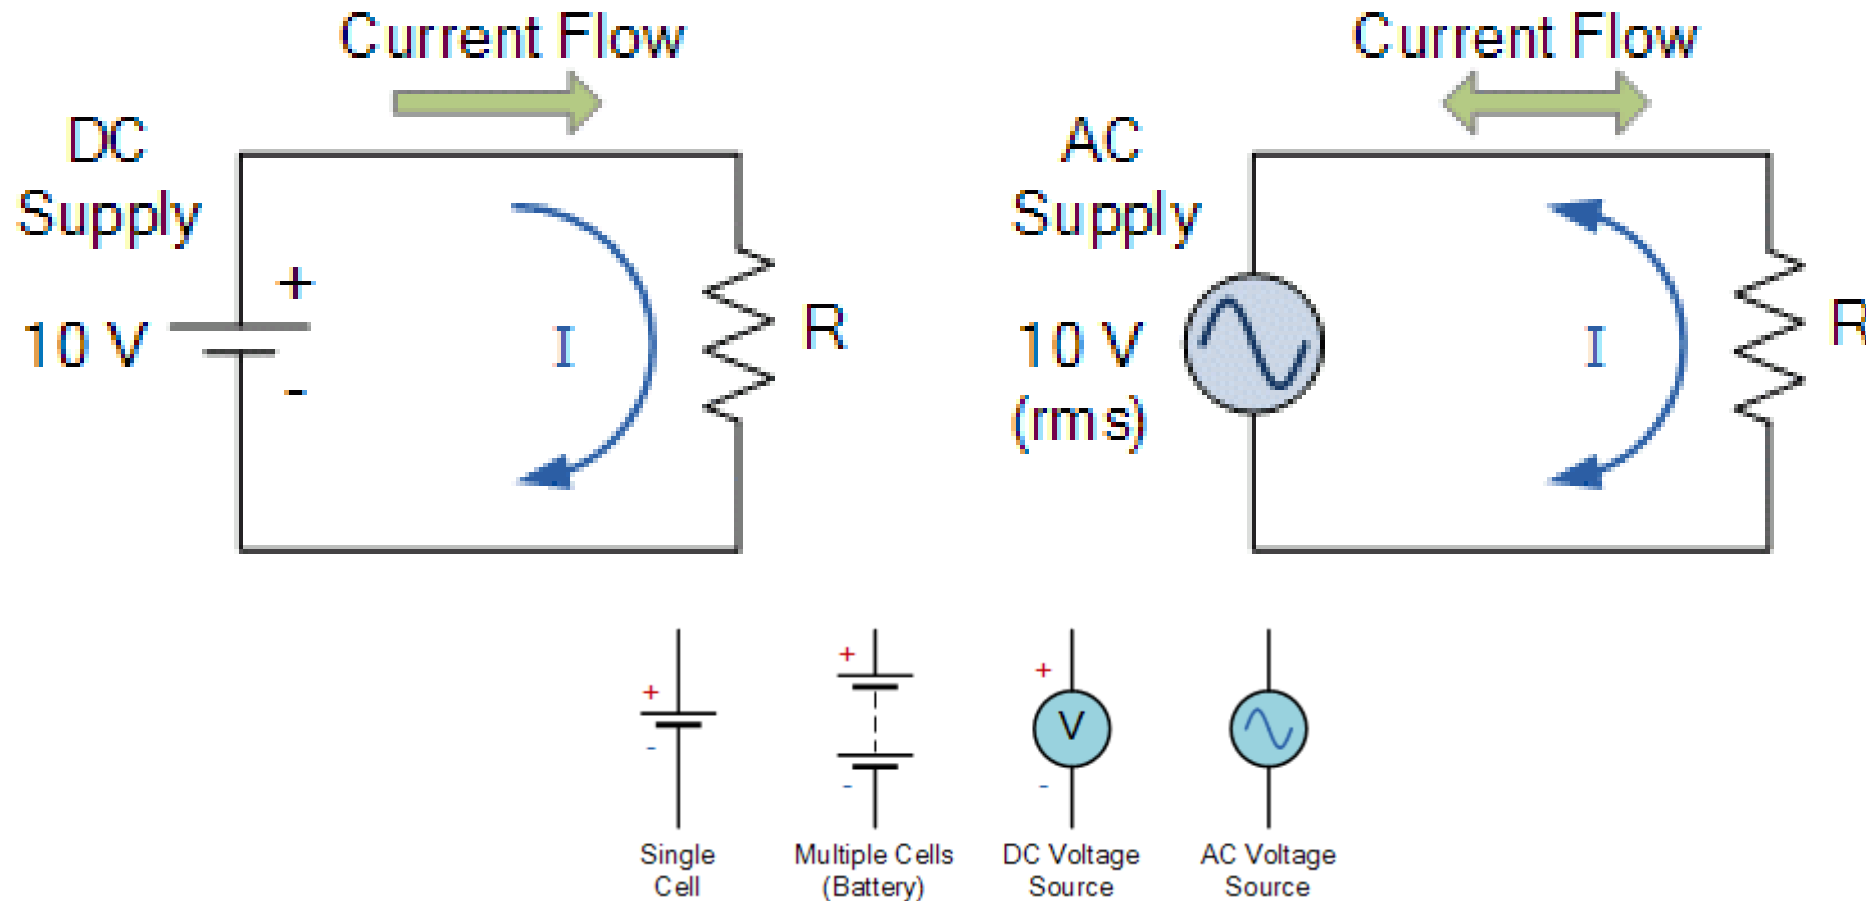 Current Flow
DC
Supply
+
10 V
-
I
R
Current Flow
AC
Supply
10 V
(rms)
I
R
+
-
Single
Cell
+
-
Multiple Cells
(Battery)
+
V
-
DC Voltage
Source
AC Voltage
Source